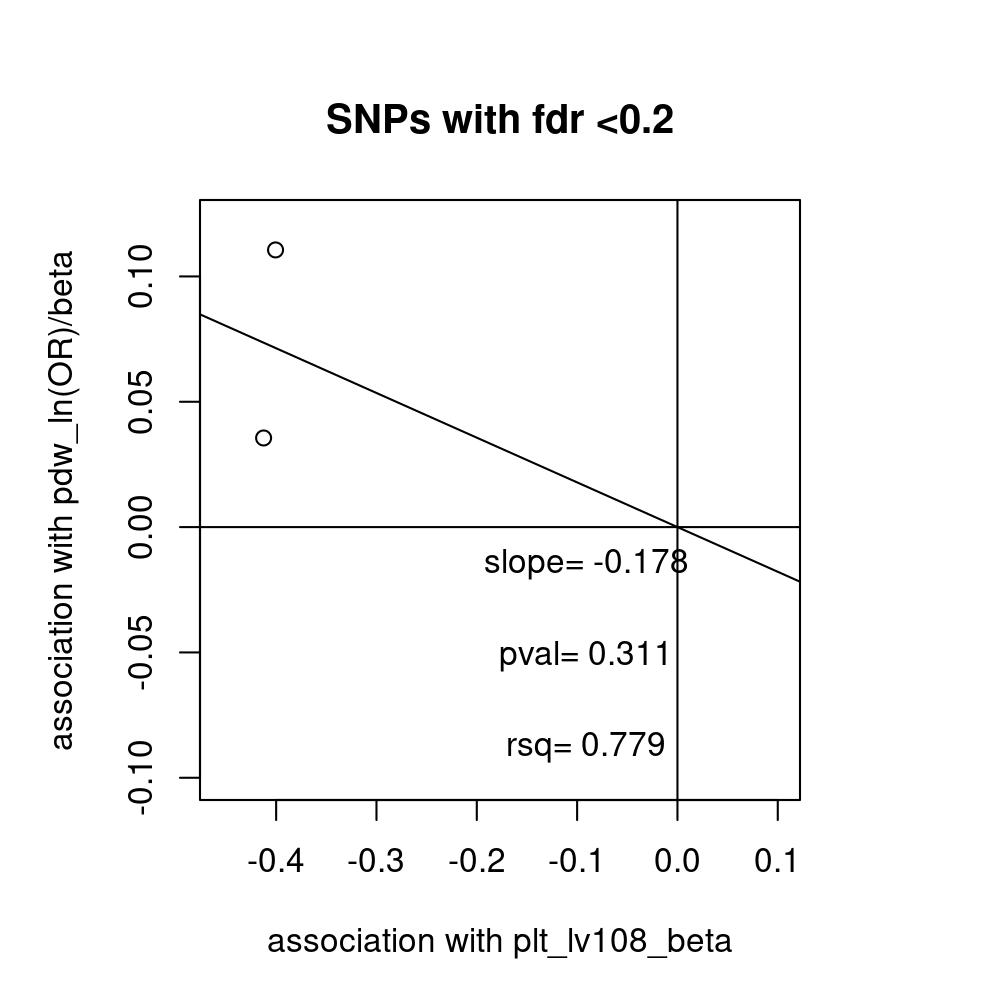 SNPs with fdr <0.2
association with pdw_ln(OR)/beta
0.10
0.05
0.00
-0.05
-0.10
slope= -0.178
pval= 0.311
rsq= 0.779
-0.4 -0.3 -0.2 -0.1 0.0 0.1
association with plt_lv108_beta